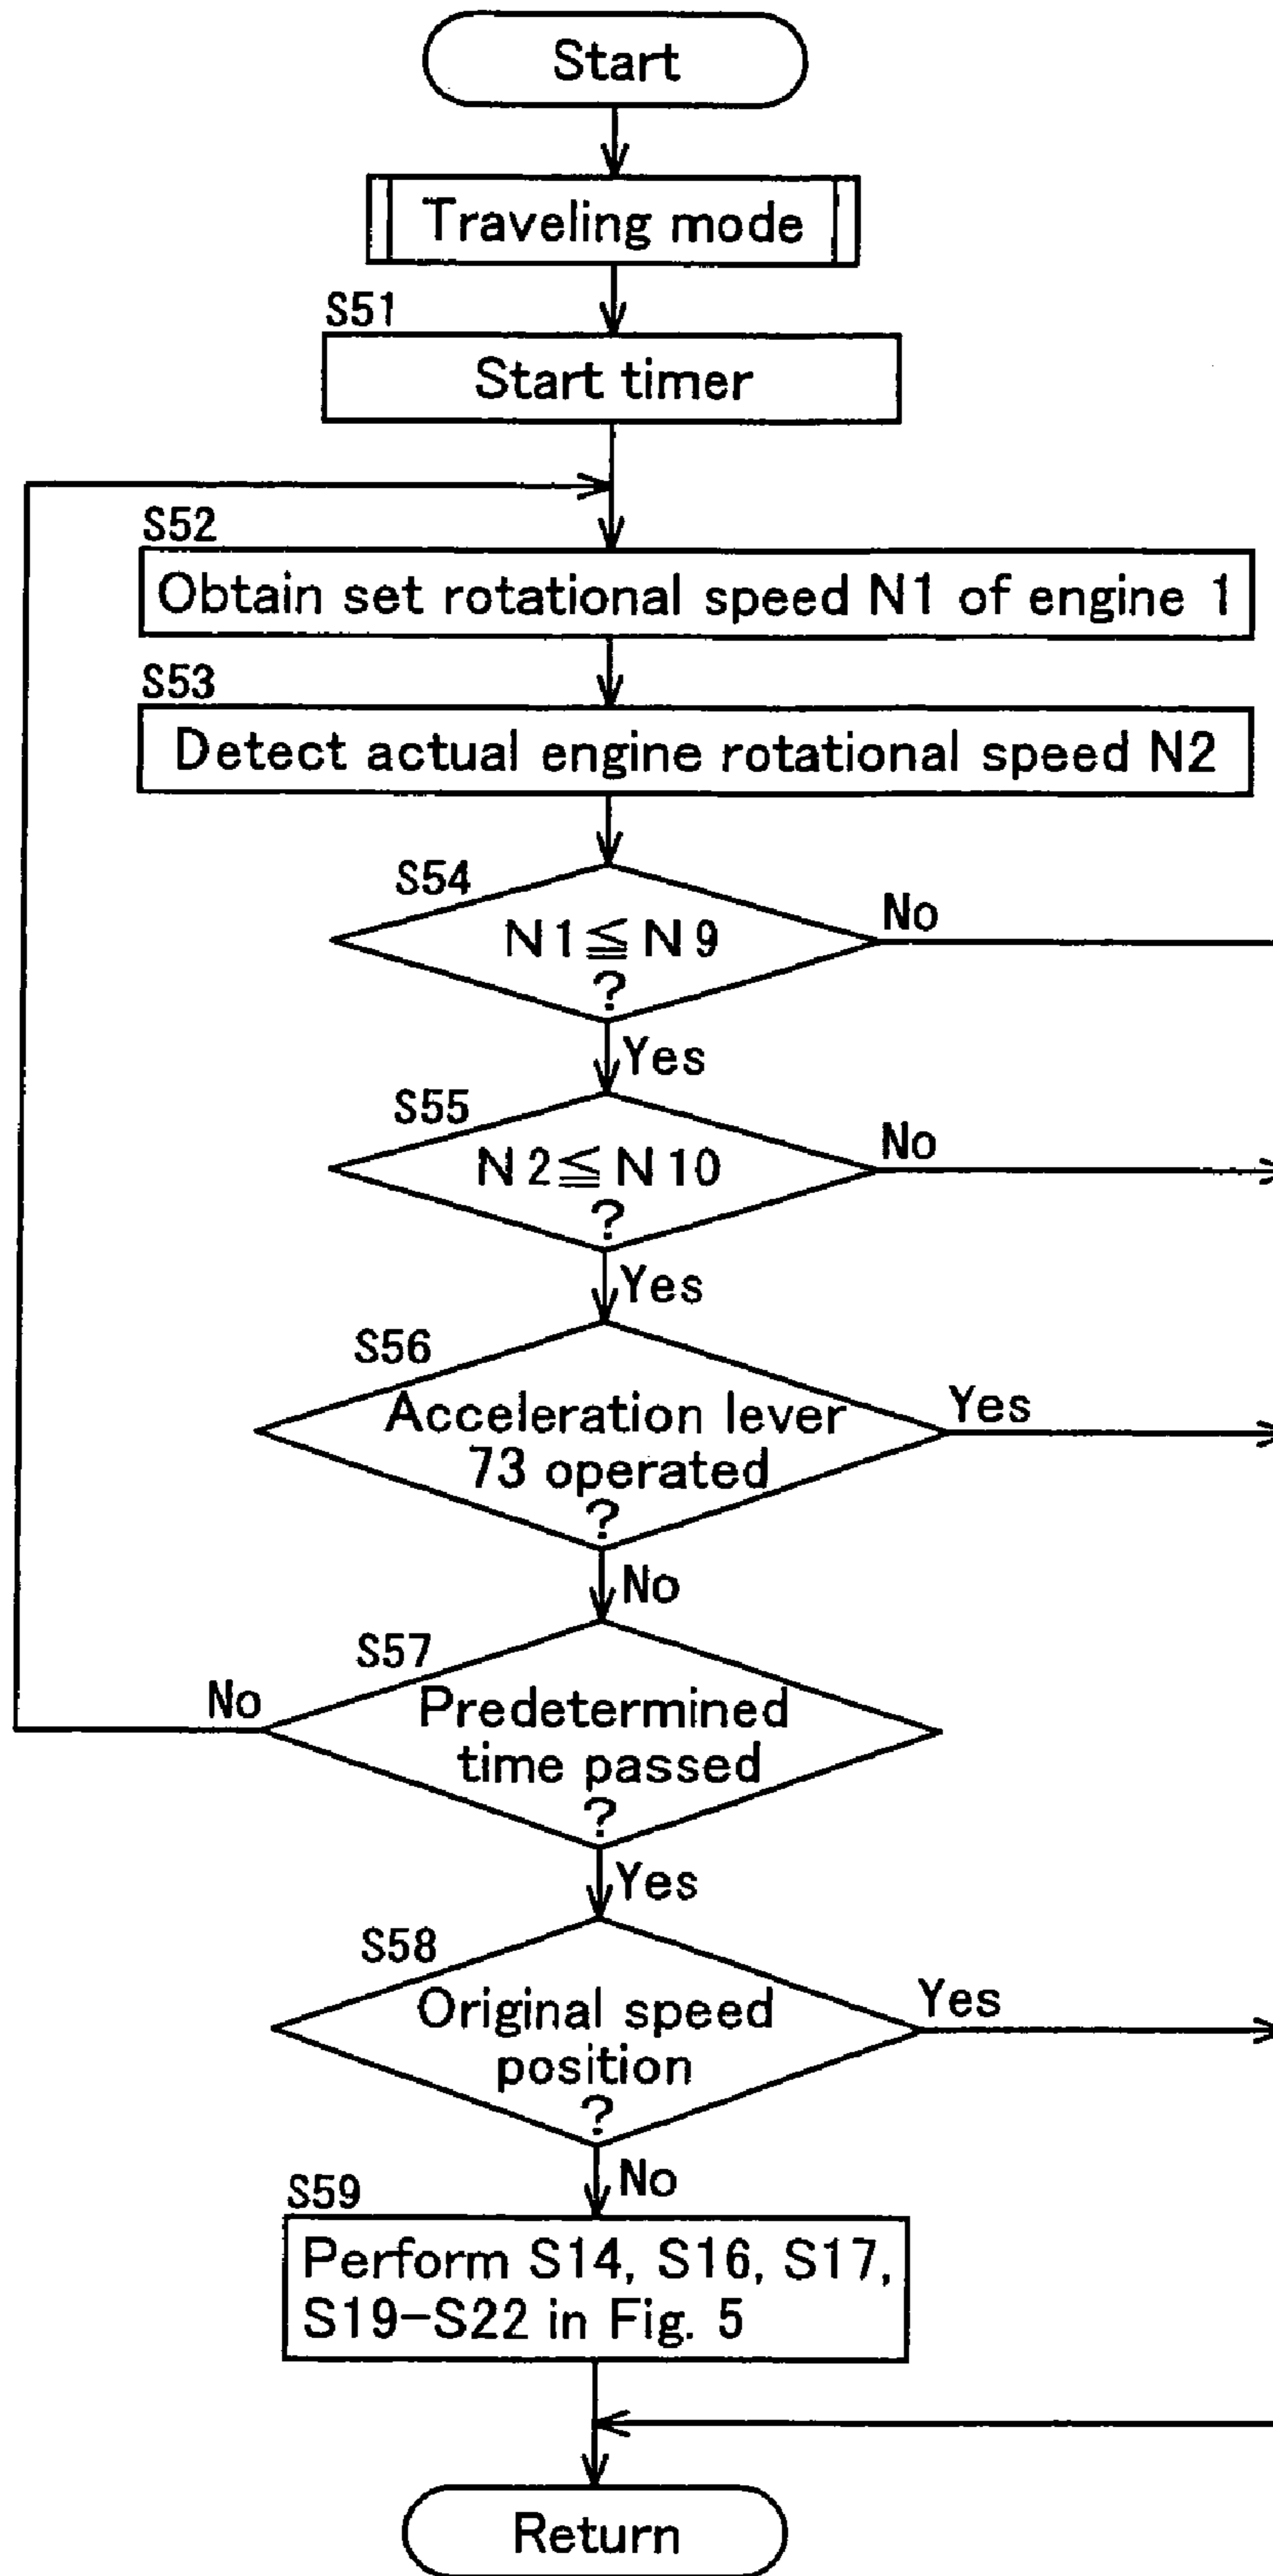 Start
Traveling mode
S51
Start timer
S52
Obtain set rotational speed N1 of engine 1
S53
Detect actual engine rotational speed N2
S54
N1≦N9
?
No
Yes
S55
N2≦N10
?
No
Yes
S56
Acceleration lever
73 operated
?
Yes
No
S57
Predetermined
time passed
?
No
Yes
S58
Original speed
position
?
Yes
No
S59
Perform S14, S16, S17,
S19-S22 in Fig. 5
Return